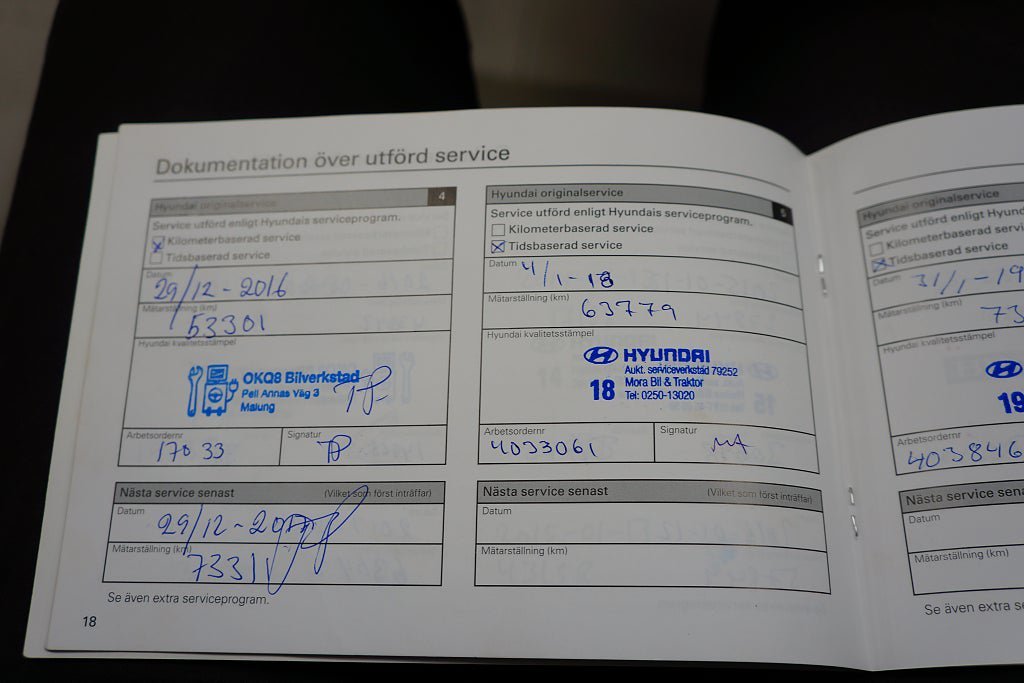 Dokumentation över utförd service
Hyundai originalservice 4
Service utförd enligt Hyundais serviceprogram.
Kilometerbaserad service
Tidsbaserad service
Datum
29/12-2016
Mätarställning (km)
53301
Hyundai kvalitetsstämpel
OKQ8 Bilverkstad
Pell Annas Väg 3
Malung
Arbetsordernr
17033
Signatur
Nästa service senast (Vilket som först inträffar)
Datum
29/12-2017
Mätarställning (km)
73311
Se även extra serviceprogram.
18
Hyundai originalservice 5
Service utförd enligt Hyundais serviceprogram.
Kilometerbaserad service
Tidsbaserad service
Datum
4/1-18
Mätarställning (km)
63779
Hyundai kvalitetsstämpel
HYUNDAI
Aukt. serviceverkstad 79252
18 Mora Bil & Traktor
Tel: 0250-13020
Arbetsordernr
4033061
Signatur
MA
Nästa service senast (Vilket som först inträffar)
Datum
Mätarställning (km)
Hyundai originalservice
Service utförd enligt Hyund
Kilometerbaserad service
Tidsbaserad service
Datum
31/1-19
Mätarställning (km)
73
Hyundai kvalitetsstämpel
19
Arbetsordernr
403846
Nästa service sena
Datum
Mätarställning (km)
Se även extra s